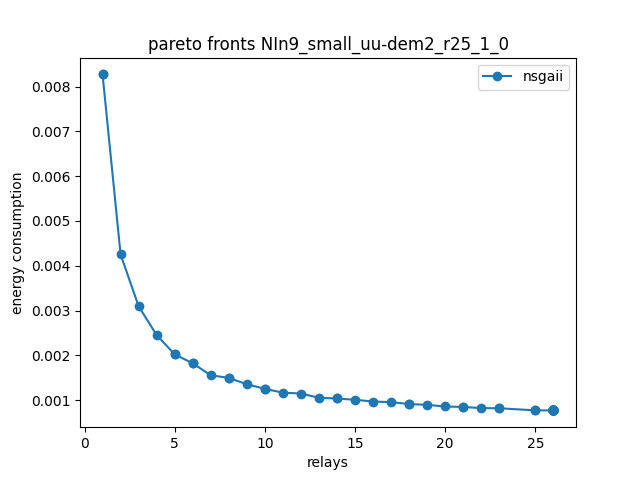 pareto fronts NIn9_small_uu-dem2_r25_1_0
nsgaii
energy consumption
0.008
0.007
0.006
0.005
0.004
0.003
0.002
0.001
0 5 10 15 20 25
relays